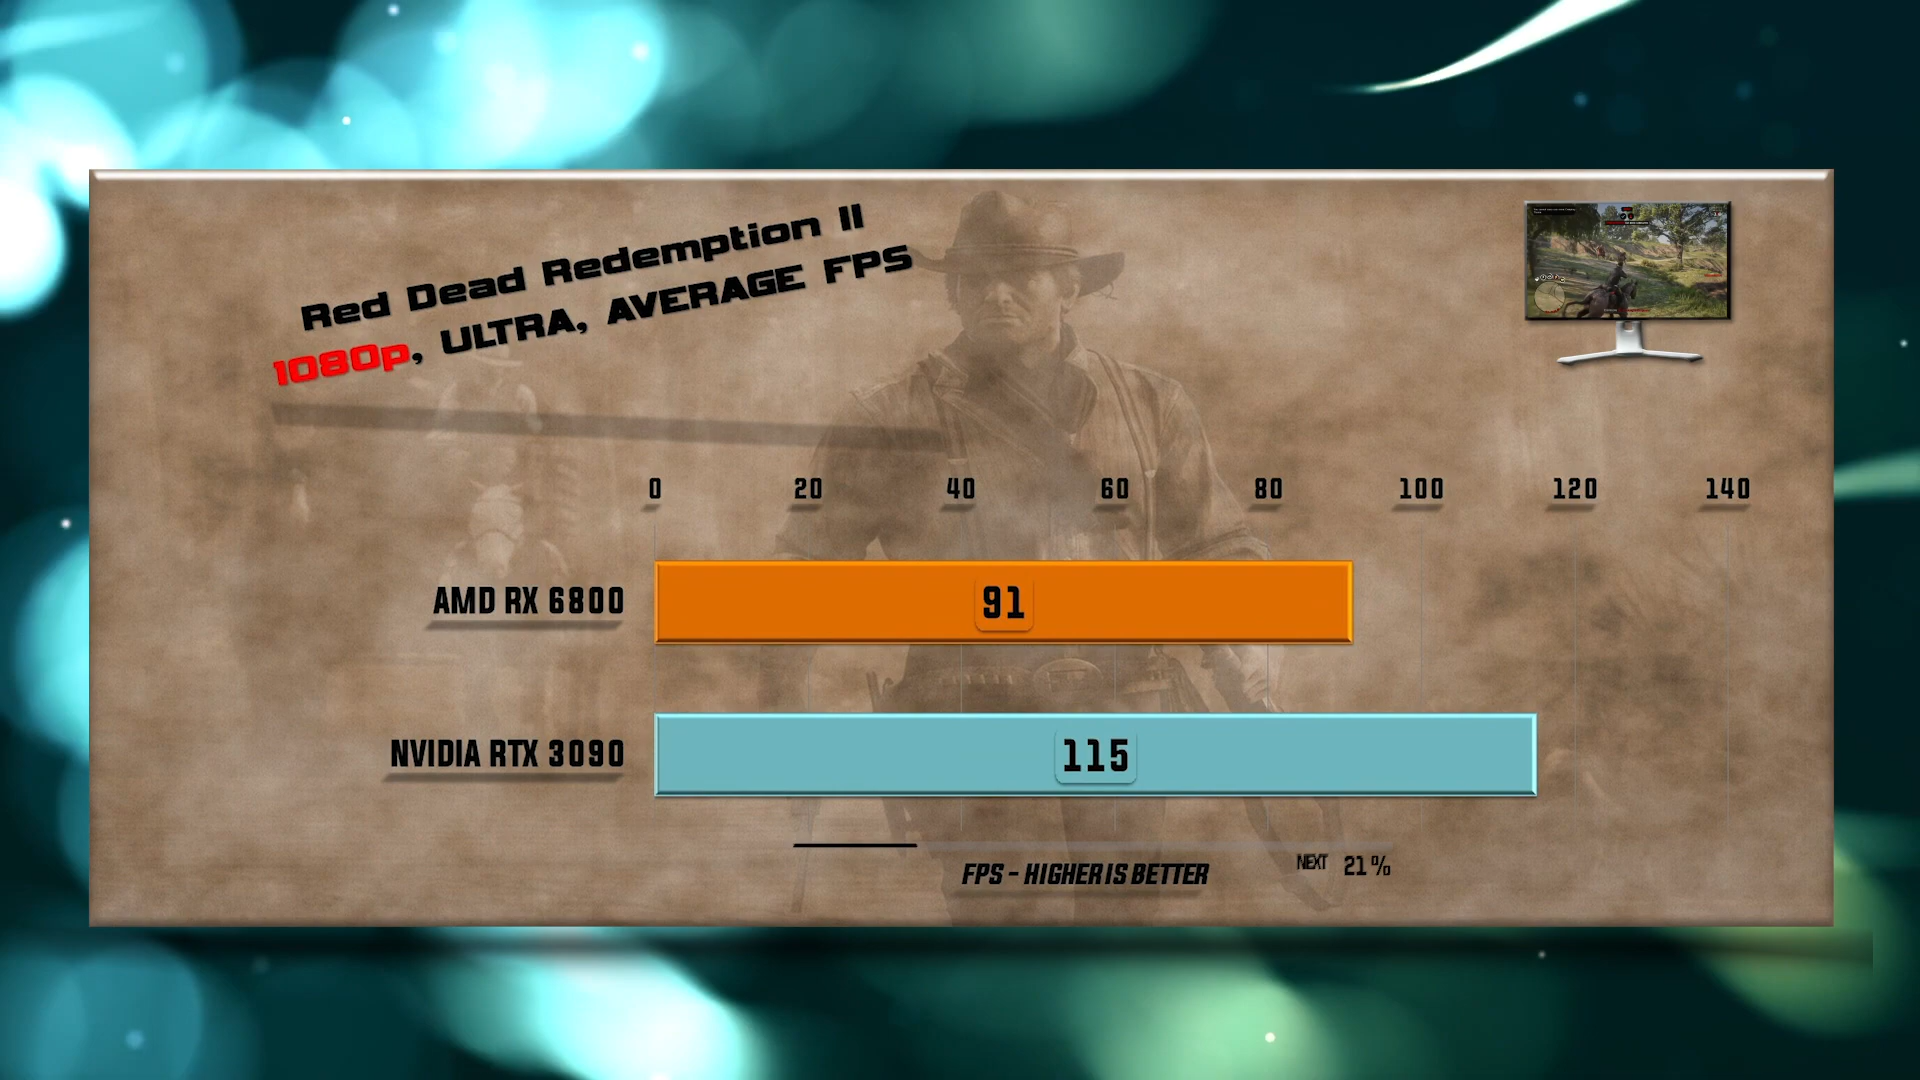 Red Dead Redemption II
1080p, ULTRA, AVERAGE FPS
0 20 40 60 80 100 120 140
AMD RX 6800
91
NVIDIA RTX 3090
115
FPS - HIGHER IS BETTER
NEXT 21%